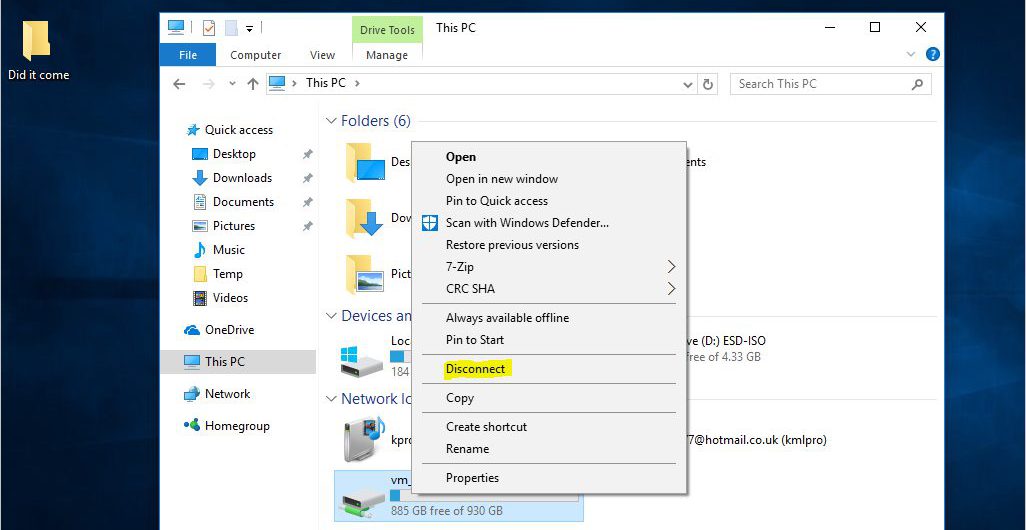 Did it come
Drive Tools
This PC
File
Computer
View
Manage
This PC
Search This PC
Quick access
Desktop
Downloads
Documents
Pictures
Music
Temp
Videos
OneDrive
This PC
Network
Homegroup
Folders (6)
Des
ents
Dow
Pict
Devices an
Loca
184
ve (D:) ESD-ISO
free of 4.33 GB
Network lo
kpro
7@hotmail.co.uk (kmlpro)
vm_
885 GB free of 930 GB
Open
Open in new window
Pin to Quick access
Scan with Windows Defender...
Restore previous versions
7-Zip
CRC SHA
Always available offline
Pin to Start
Disconnect
Copy
Create shortcut
Rename
Properties